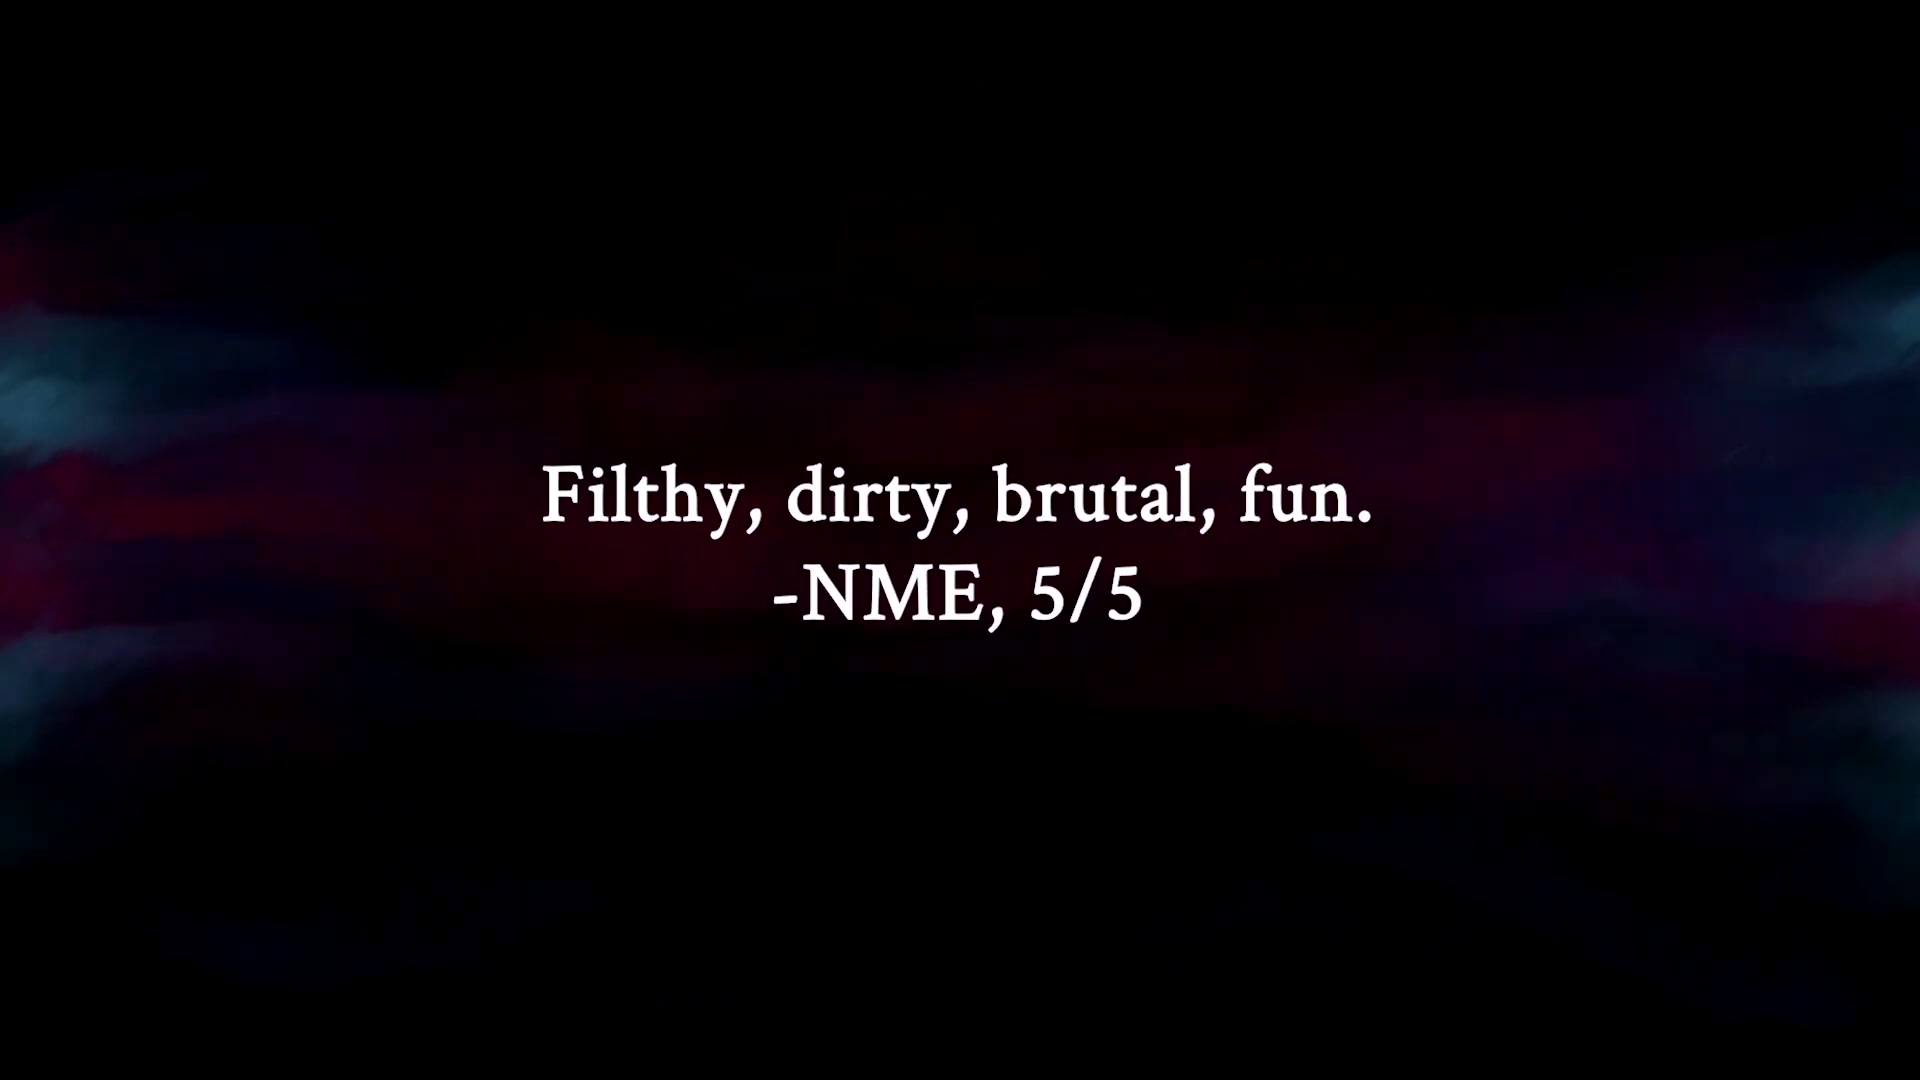 Filthy, dirty, brutal, fun.
-NME, 5/5